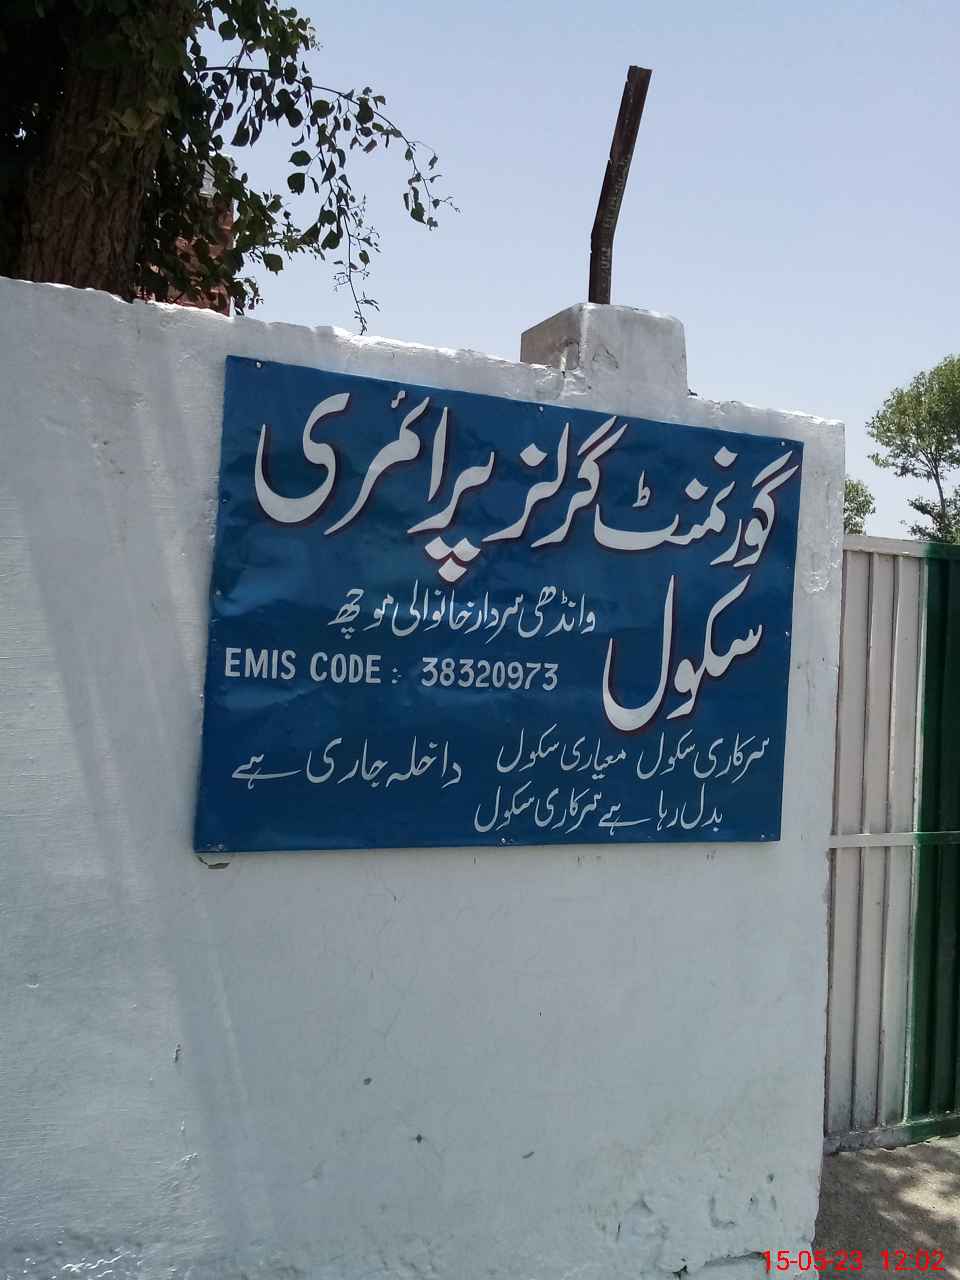 گورنمنٹ گرلز پرائمری
سکول
وانڈھی سردار خانوالی موچھ
EMIS CODE : 38320973
سرکاری سکول معیاری سکول
داخلہ جاری ہے
بدل رہا ہے سرکاری سکول
15-05-23 12:02